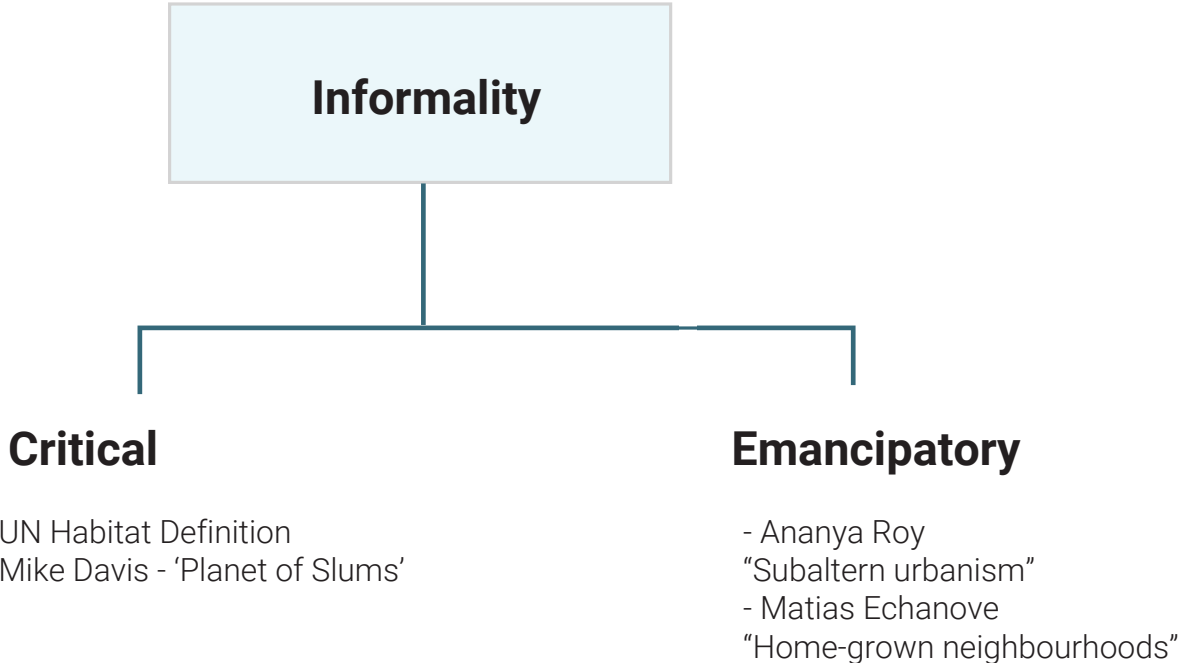 Informality
Critical
UN Habitat Definition
Mike Davis - ‘Planet of Slums’
Emancipatory
- Ananya Roy
“Subaltern urbanism”
- Matias Echanove
“Home-grown neighbourhoods”